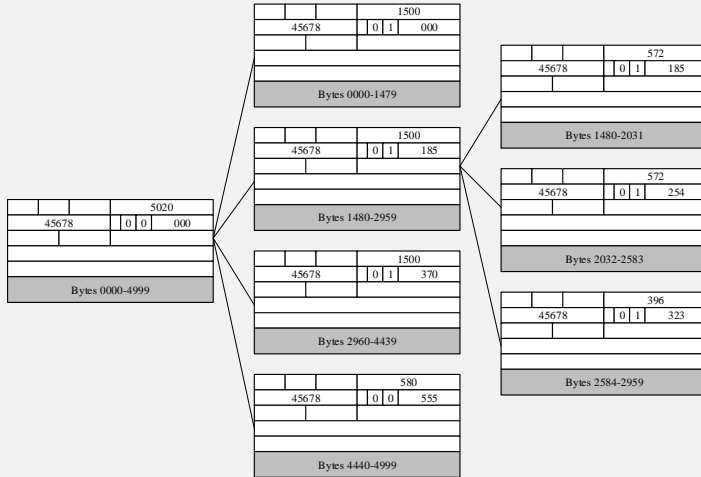 5020
45678 0 0 000
Bytes 0000-4999
1500
45678 0 1 000
Bytes 0000-1479
1500
45678 0 1 185
Bytes 1480-2959
1500
45678 0 1 370
Bytes 2960-4439
580
45678 0 0 555
Bytes 4440-4999
572
45678 0 1 185
Bytes 1480-2031
572
45678 0 1 254
Bytes 2032-2583
396
45678 0 1 323
Bytes 2584-2959